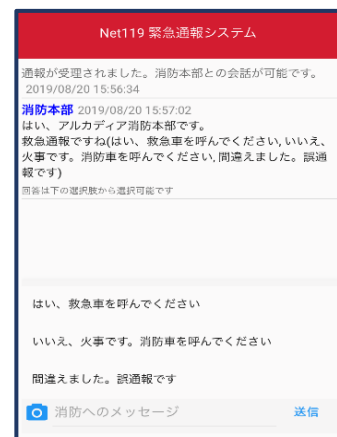 Net119 緊急通報システム
通報が受理されました。消防本部との会話が可能です。
2019/08/20 15:56:34
消防本部 2019/08/20 15:57:02
はい、アルカディア消防本部です。
救急通報ですね(はい、救急車を呼んでください, いいえ、
火事です。消防車を呼んでください, 間違えました。誤通
報です)
回答は下の選択肢から選択可能です
はい、救急車を呼んでください
いいえ、火事です。消防車を呼んでください
間違えました。誤通報です
消防へのメッセージ
送信